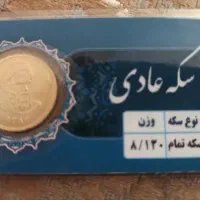 سکه عادی
نوع سکه وزن
سکه تمام ۸/۱۳۰